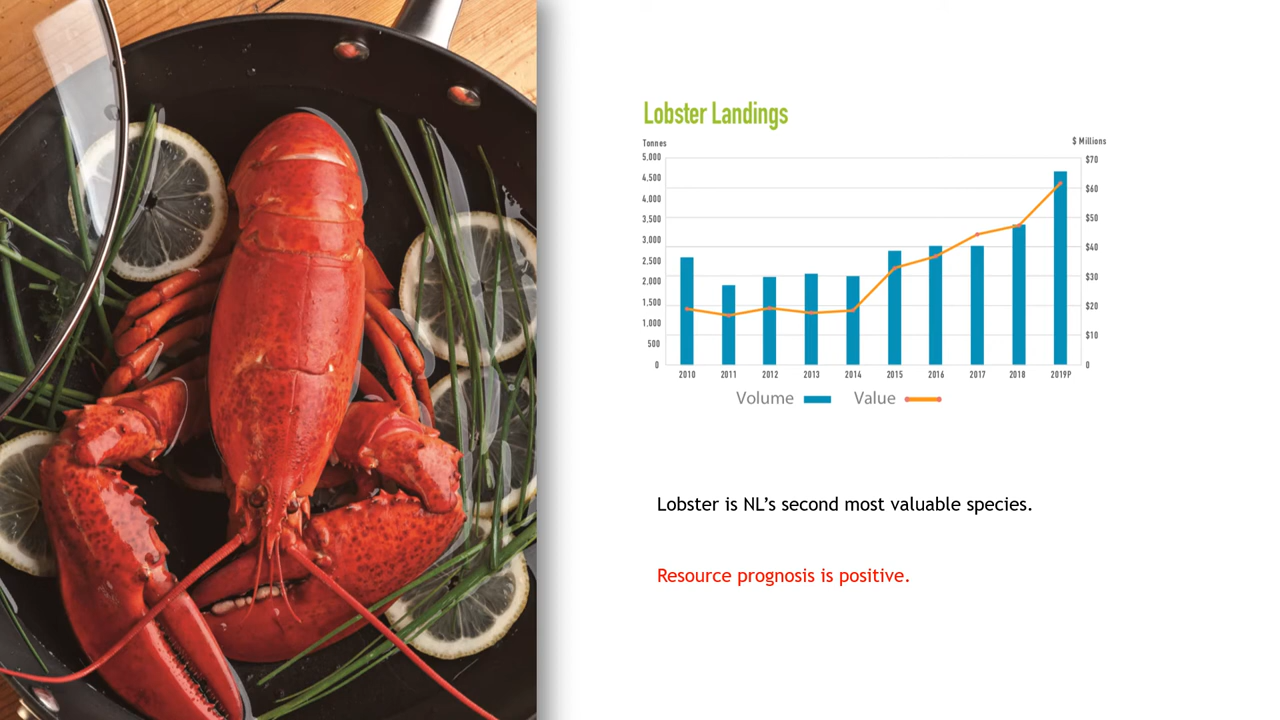 Lobster Landings
Tonnes
$ Millions
5,000
4,500
4,000
3,500
3,000
2,500
2,000
1,500
1,000
500
0
$70
$60
$50
$40
$30
$20
$10
0
2010 2011 2012 2013 2014 2015 2016 2017 2018 2019P
Volume Value
Lobster is NL’s second most valuable species.
Resource prognosis is positive.